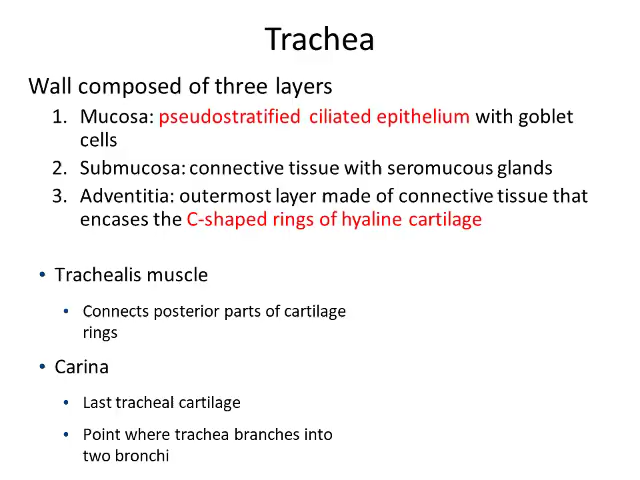 Trachea
Wall composed of three layers
1. Mucosa: pseudostratified ciliated epithelium with goblet
cells
2. Submucosa: connective tissue with seromucous glands
3. Adventitia: outermost layer made of connective tissue that
encases the C-shaped rings of hyaline cartilage
• Trachealis muscle
• Connects posterior parts of cartilage
rings
• Carina
• Last tracheal cartilage
• Point where trachea branches into
two bronchi